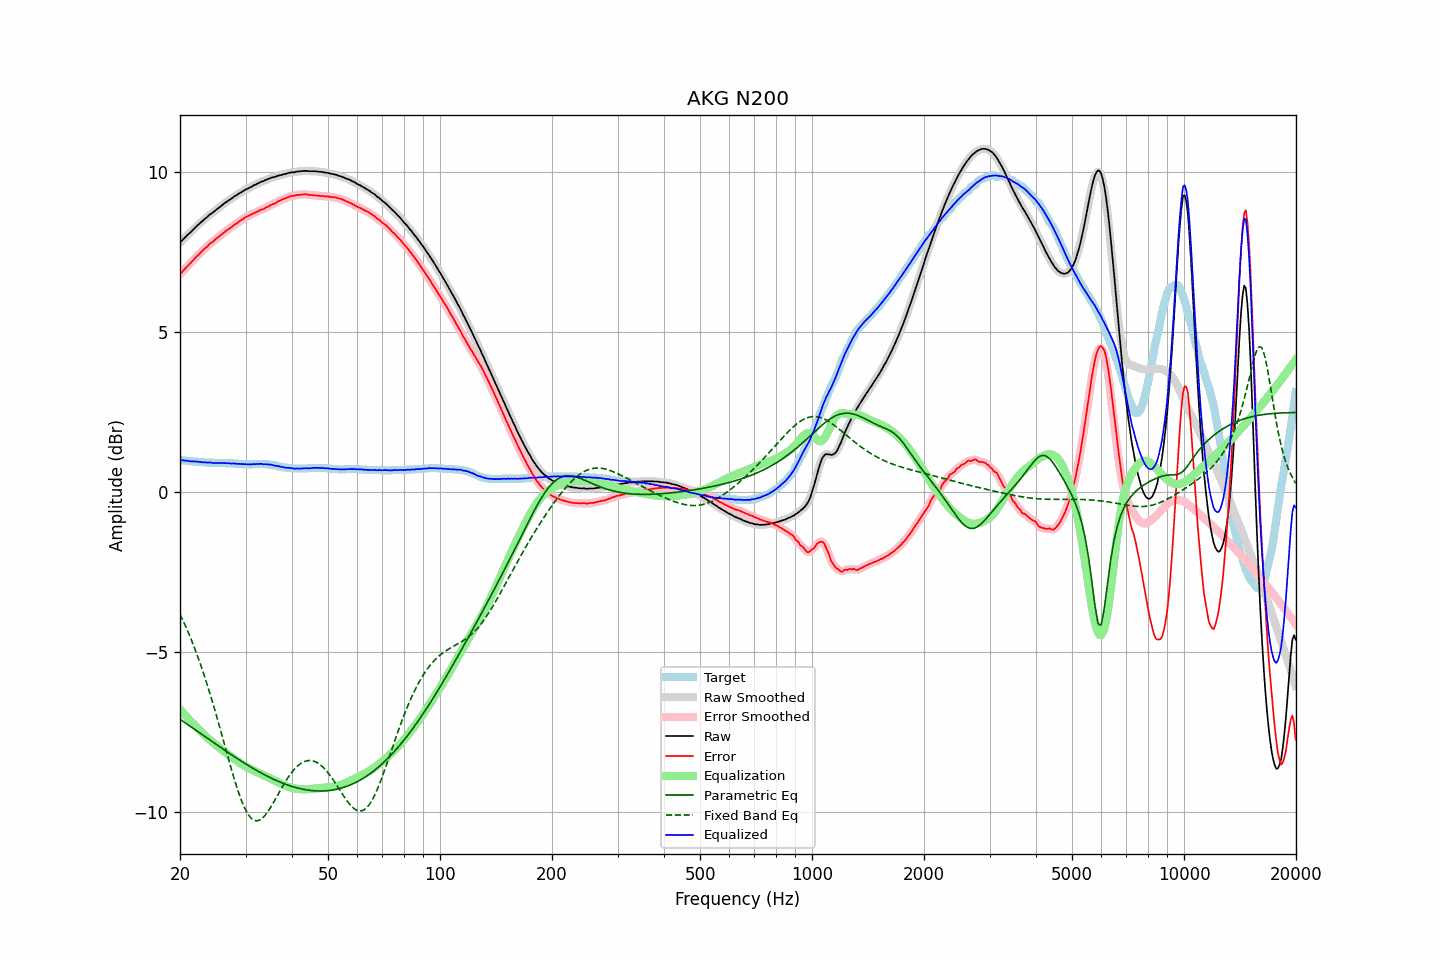 AKG N200
Amplitude (dBr)
10
5
0
−5
−10
Target
Raw Smoothed
Error Smoothed
Raw
Error
Equalization
Parametric Eq
Fixed Band Eq
Equalized
20 50 100 200 500 1000 2000 5000 10000 20000
Frequency (Hz)